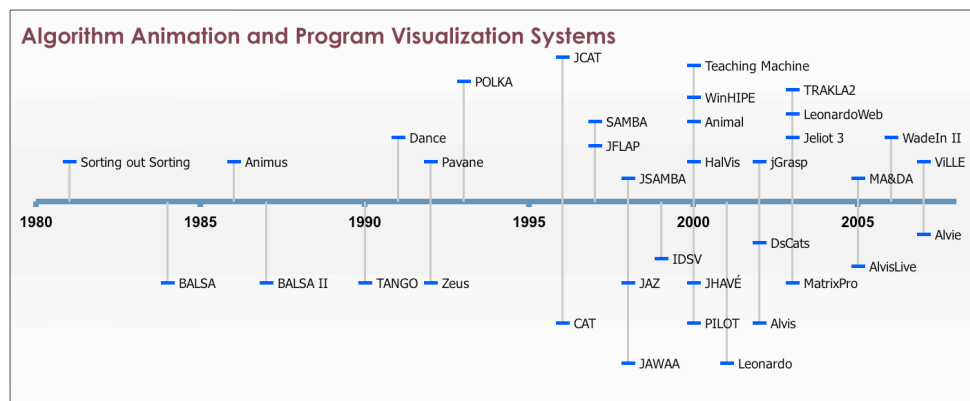 Algorithm Animation and Program Visualization Systems
JCAT
Teaching Machine
POLKA
TRAKLA2
WinHIPE
LeonardoWeb
SAMBA
Animal
Dance
Jeliot 3
WadeIn II
JFLAP
Sorting out Sorting
Animus
Pavane
HalVis
jGrasp
ViLLE
JSAMBA
MA&DA
1980
1985
1990
1995
2000
2005
Alvie
DsCats
IDSV
AlvisLive
BALSA
BALSA II
TANGO
Zeus
JAZ
JHAVÉ
MatrixPro
CAT
PILOT
Alvis
JAWAA
Leonardo